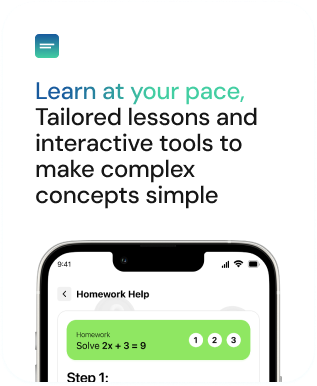 Learn at your pace,
Tailored lessons and
interactive tools to
make complex
concepts simple
9:41
Homework Help
Homework
Solve 2x + 3 = 9
1 2 3
Step 1: